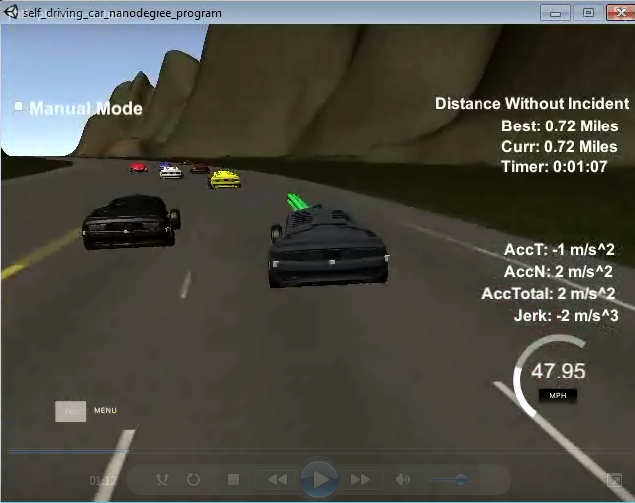 self_driving_car_nanodegree_program
Manual Mode
Distance Without Incident
Best: 0.72 Miles
Curr: 0.72 Miles
Timer: 0:01:07
AccT: -1 m/s^2
AccN: 2 m/s^2
AccTotal: 2 m/s^2
Jerk: -2 m/s^3
47.95
MPH
MENU
01:12